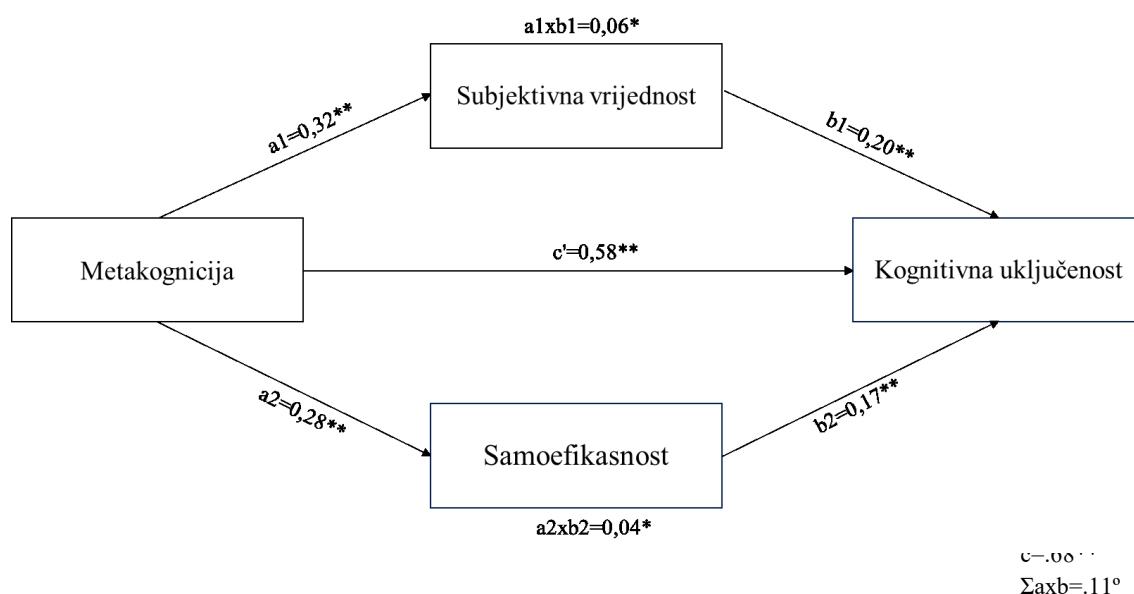 a1xb1=0,06*
Subjektivna vrijednost
a1=0,32**
b1=0,20**
Metakognicija
c'=0,58**
Kognitivna uključenost
a2=0,28**
b2=0,17**
Samoefikasnost
a2xb2=0,04*
Σaxb=.11º